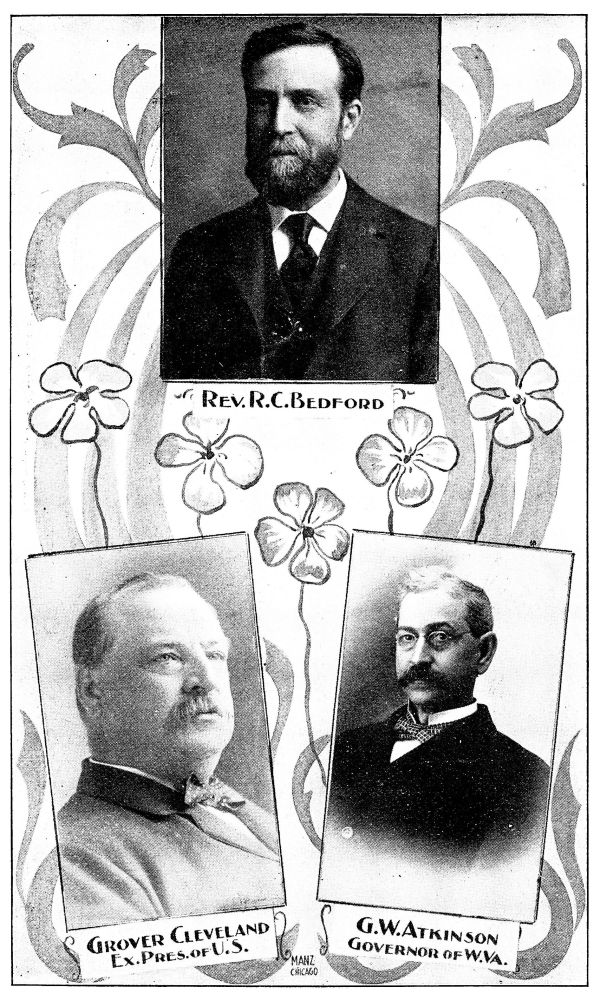 REV. R.C. BEDFORD
GROVER CLEVELAND
EX. PRES. OF U.S.
G.W. ATKINSON
GOVERNOR OF W.VA.
MANZ
CHICAGO